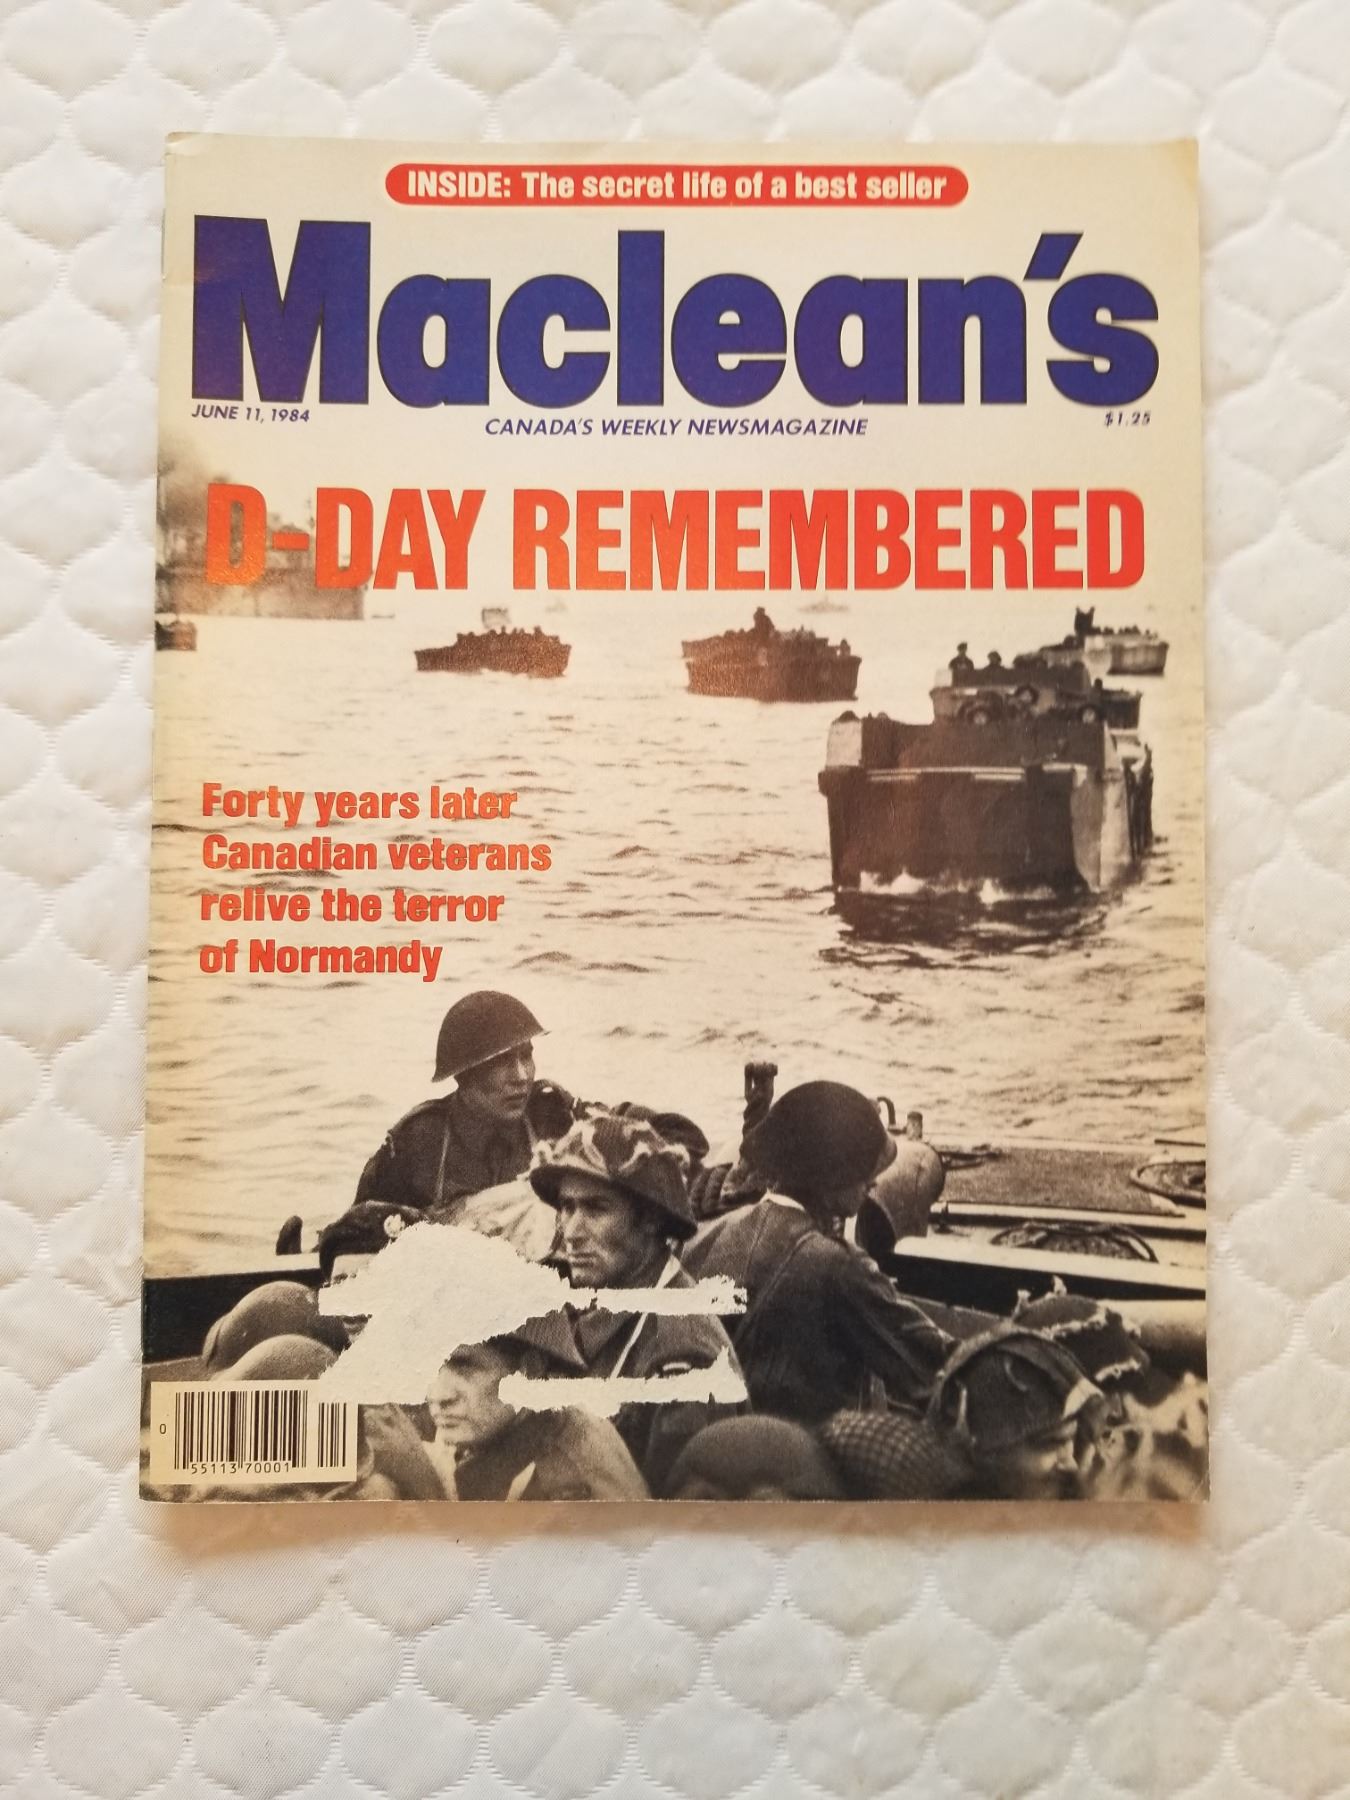 INSIDE: The secret life of a best seller
Maclean's
JUNE 11, 1984
CANADA'S WEEKLY NEWSMAGAZINE
$1.25
D-DAY REMEMBERED
Forty years later
Canadian veterans
relive the terror
of Normandy
0
55113 70001